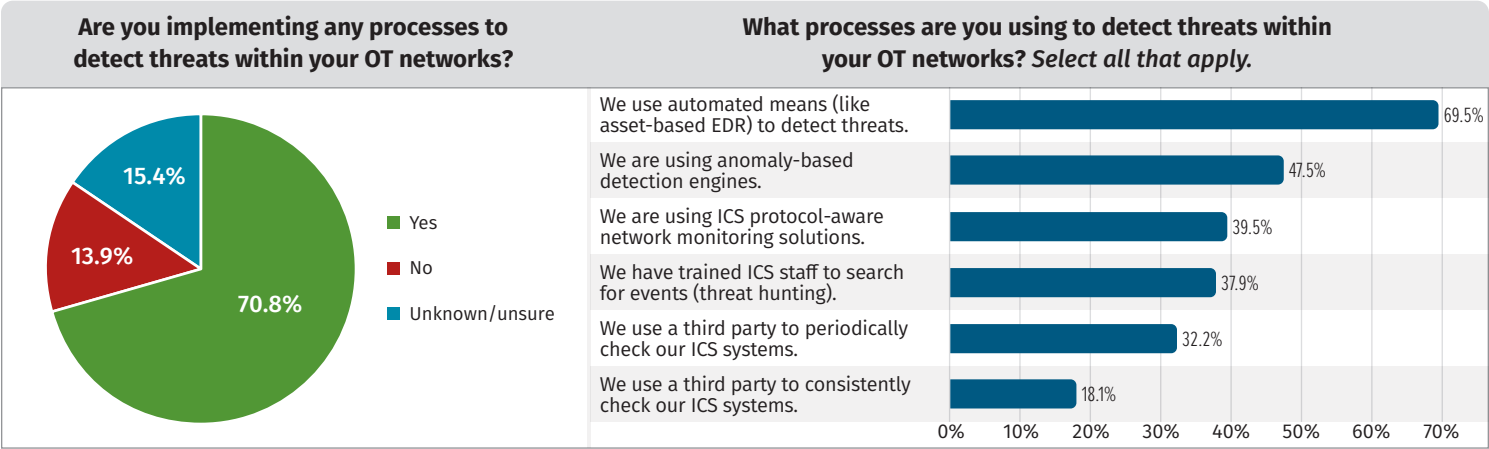 Are you implementing any processes to
detect threats within your OT networks?
15.4%
13.9%
70.8%
Yes
No
Unknown/unsure
What processes are you using to detect threats within
your OT networks? Select all that apply.
We use automated means (like
asset-based EDR) to detect threats.
69.5%
We are using anomaly-based
detection engines.
47.5%
We are using ICS protocol-aware
network monitoring solutions.
39.5%
We have trained ICS staff to search
for events (threat hunting).
37.9%
We use a third party to periodically
check our ICS systems.
32.2%
We use a third party to consistently
check our ICS systems.
18.1%
0% 10% 20% 30% 40% 50% 60% 70%